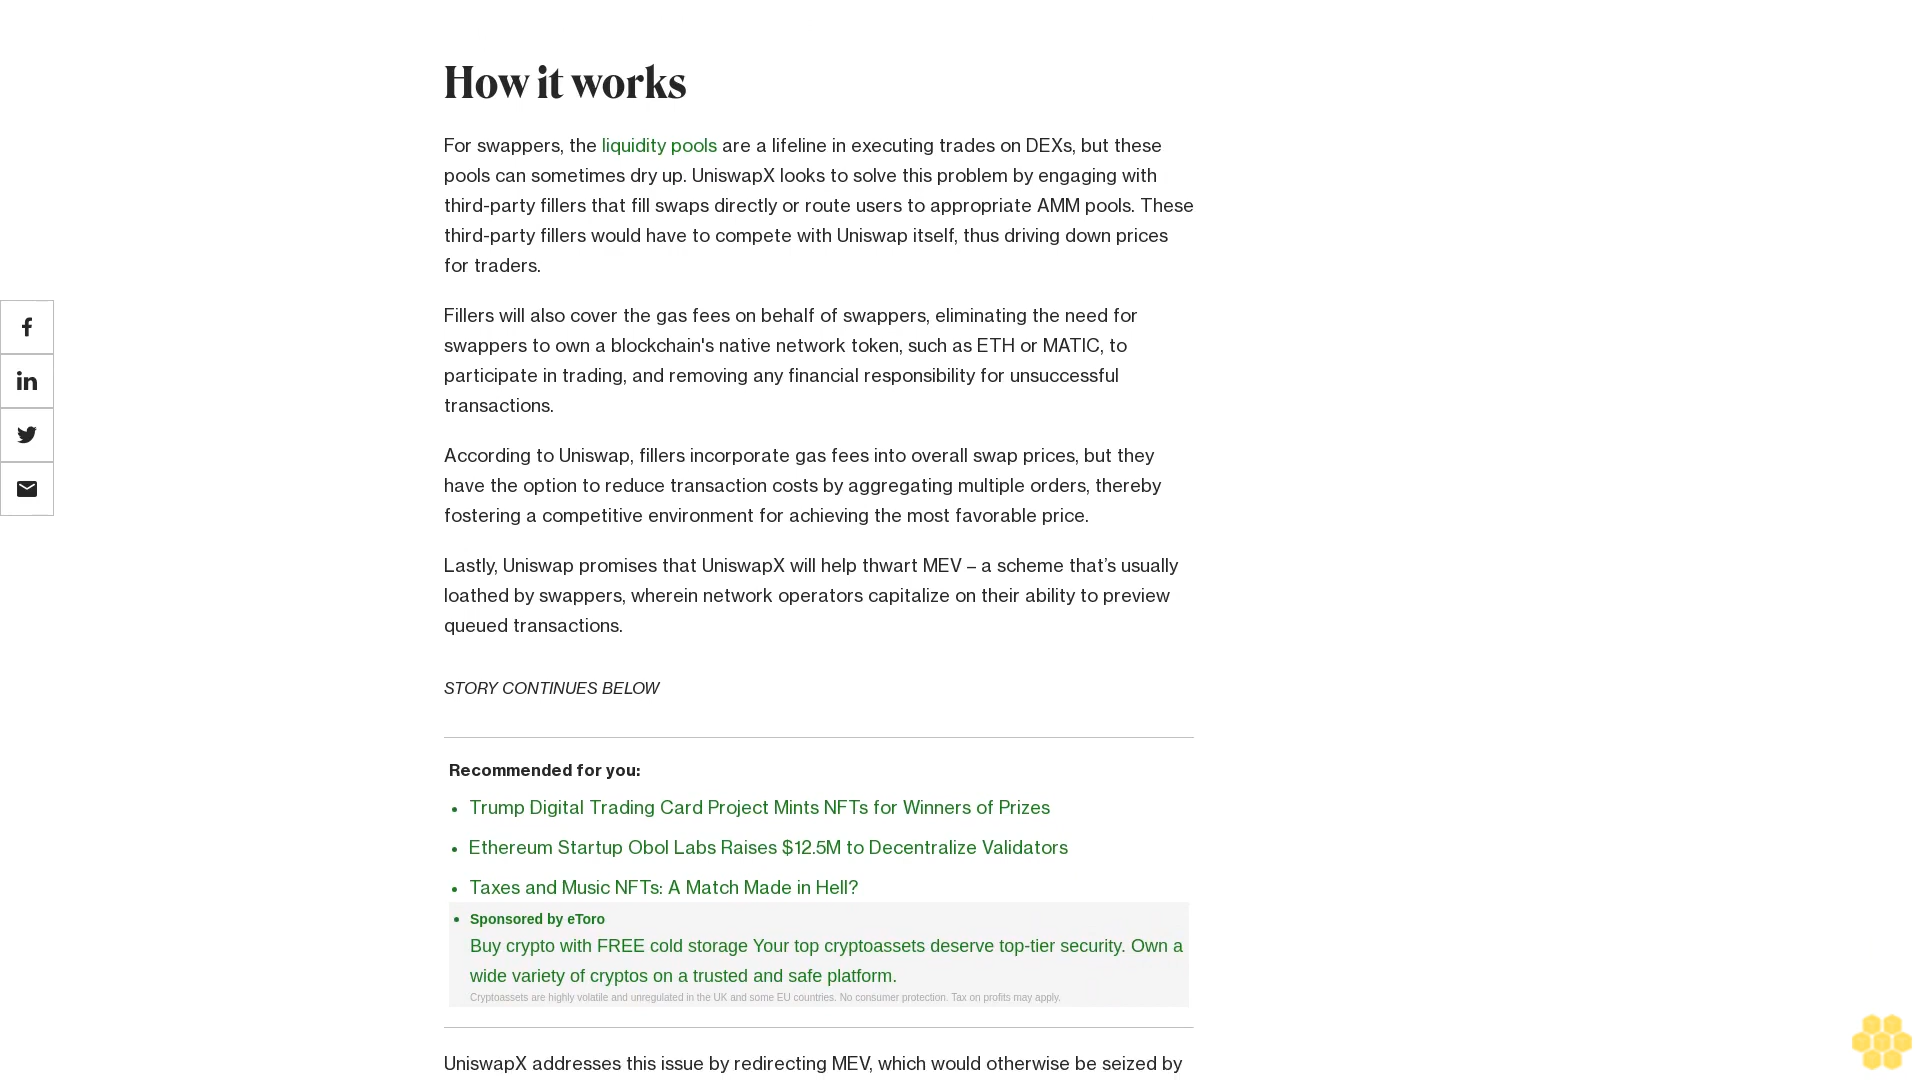 How it works
For swappers, the liquidity pools are a lifeline in executing trades on DEXs, but these
pools can sometimes dry up. UniswapX looks to solve this problem by engaging with
third-party fillers that fill swaps directly or route users to appropriate AMM pools. These
third-party fillers would have to compete with Uniswap itself, thus driving down prices
for traders.
Fillers will also cover the gas fees on behalf of swappers, eliminating the need for
swappers to own a blockchain's native network token, such as ETH or MATIC, to
participate in trading, and removing any financial responsibility for unsuccessful
transactions.
According to Uniswap, fillers incorporate gas fees into overall swap prices, but they
have the option to reduce transaction costs by aggregating multiple orders, thereby
fostering a competitive environment for achieving the most favorable price.
Lastly, Uniswap promises that UniswapX will help thwart MEV – a scheme that’s usually
loathed by swappers, wherein network operators capitalize on their ability to preview
queued transactions.
STORY CONTINUES BELOW
Recommended for you:
• Trump Digital Trading Card Project Mints NFTs for Winners of Prizes
• Ethereum Startup Obol Labs Raises $12.5M to Decentralize Validators
• Taxes and Music NFTs: A Match Made in Hell?
• Sponsored by eToro
Buy crypto with FREE cold storage Your top cryptoassets deserve top-tier security. Own a
wide variety of cryptos on a trusted and safe platform.
Cryptoassets are highly volatile and unregulated in the UK and some EU countries. No consumer protection. Tax on profits may apply.
UniswapX addresses this issue by redirecting MEV, which would otherwise be seized by